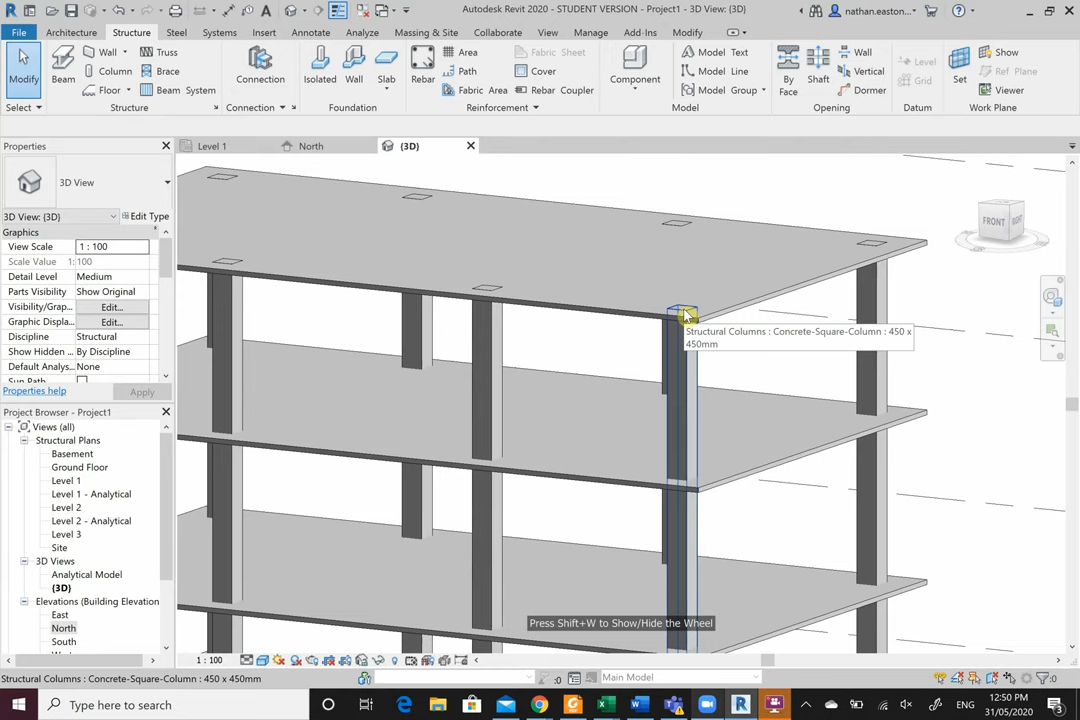 Autodesk Revit 2020 - STUDENT VERSION - Project1 - 3D View: {3D}
nathan.easton...
File Architecture Structure Steel Systems Insert Annotate Analyze Massing & Site Collaborate View Manage Add-Ins Modify
Modify
Select
Beam
Wall
Column
Floor
Truss
Brace
Beam System
Structure
Connection
Connection
Isolated
Wall
Slab
Foundation
Rebar
Area
Path
Fabric Area
Fabric Sheet
Cover
Rebar Coupler
Reinforcement
Component
Model Text
Model Line
Model Group
Model
By
Face
Shaft
Wall
Vertical
Dormer
Opening
Level
Grid
Datum
Set
Show
Ref Plane
Viewer
Work Plane
Properties
3D View
3D View: {3D}
Edit Type
Graphics
View Scale 1 : 100
Scale Value 1: 100
Detail Level Medium
Parts Visibility Show Original
Visibility/Grap... Edit...
Graphic Displa... Edit...
Discipline Structural
Show Hidden By Discipline
Default Analys... None
Sun Path
Properties help
Apply
Project Browser - Project1
Views (all)
Structural Plans
Basement
Ground Floor
Level 1
Level 1 - Analytical
Level 2
Level 2 - Analytical
Level 3
Site
3D Views
Analytical Model
{3D}
Elevations (Building Elevation
East
North
South
Level 1
North
{3D}
FRONT
RIGHT
Structural Columns : Concrete-Square-Column : 450 x
450mm
Press Shift+W to Show/Hide the Wheel
1 : 100
Structural Columns : Concrete-Square-Column : 450 x 450mm
:0
Main Model
:0
Type here to search
ENG
12:50 PM
31/05/2020
3